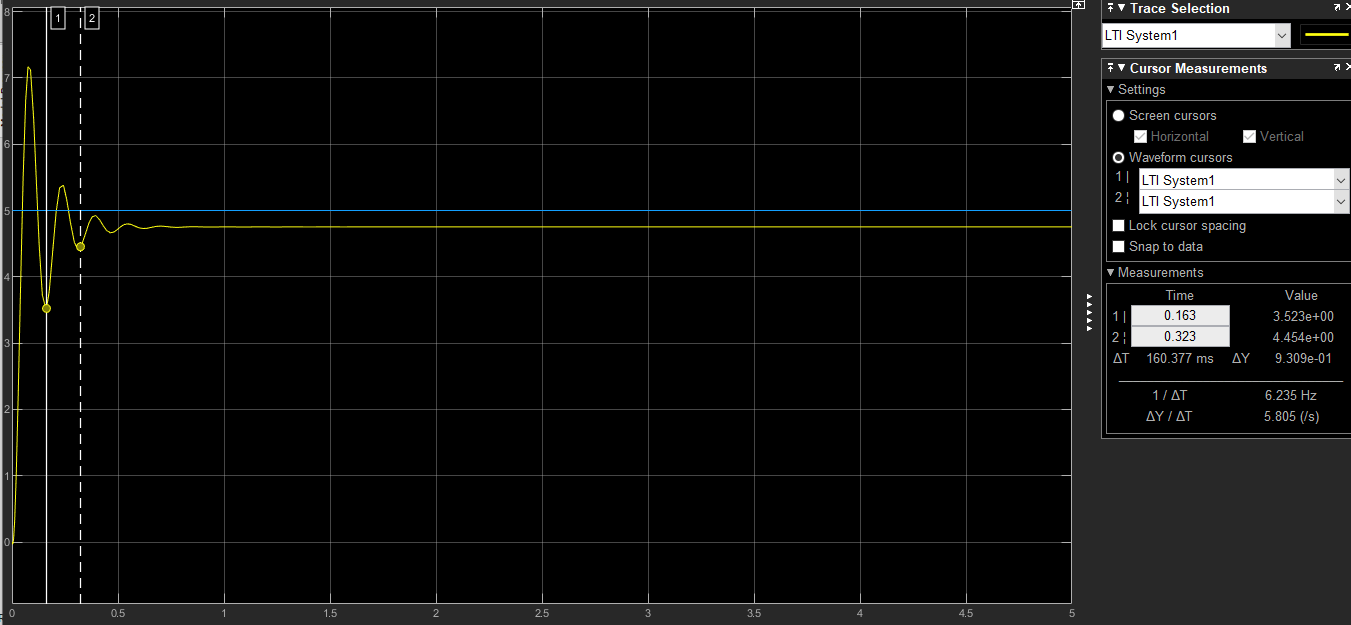 8
7
6
5
4
3
2
1
0
1 2
0 0.5 1 1.5 2 2.5 3 3.5 4 4.5 5
Trace Selection
LTI System1
Cursor Measurements
Settings
Screen cursors
Horizontal Vertical
Waveform cursors
1 | LTI System1
2 ¦ LTI System1
Lock cursor spacing
Snap to data
Measurements
Time Value
1 | 0.163 3.523e+00
2 ¦ 0.323 4.454e+00
ΔT 160.377 ms ΔY 9.309e-01
1 / ΔT 6.235 Hz
ΔY / ΔT 5.805 (/s)